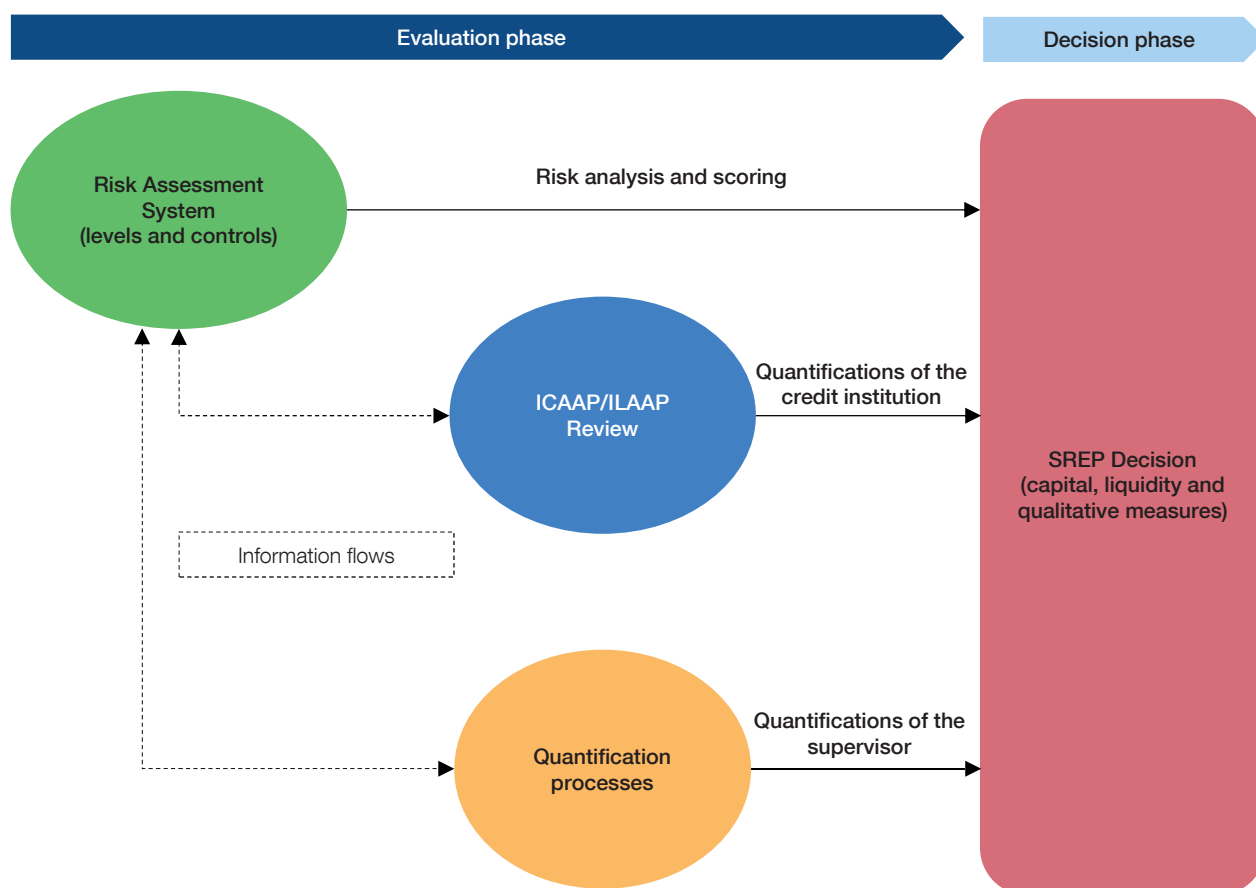 Evaluation phase
Decision phase
Risk Assessment
System
(levels and controls)
Risk analysis and scoring
ICAAP/ILAAP
Review
Quantifications of the
credit institution
SREP Decision
(capital, liquidity and
qualitative measures)
Information flows
Quantification
processes
Quantifications of the
supervisor